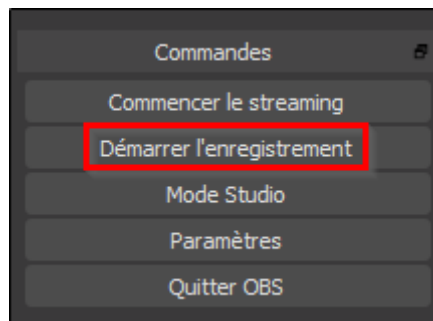 Commandes
Commencer le streaming
Démarrer l'enregistrement
Mode Studio
Paramètres
Quitter OBS